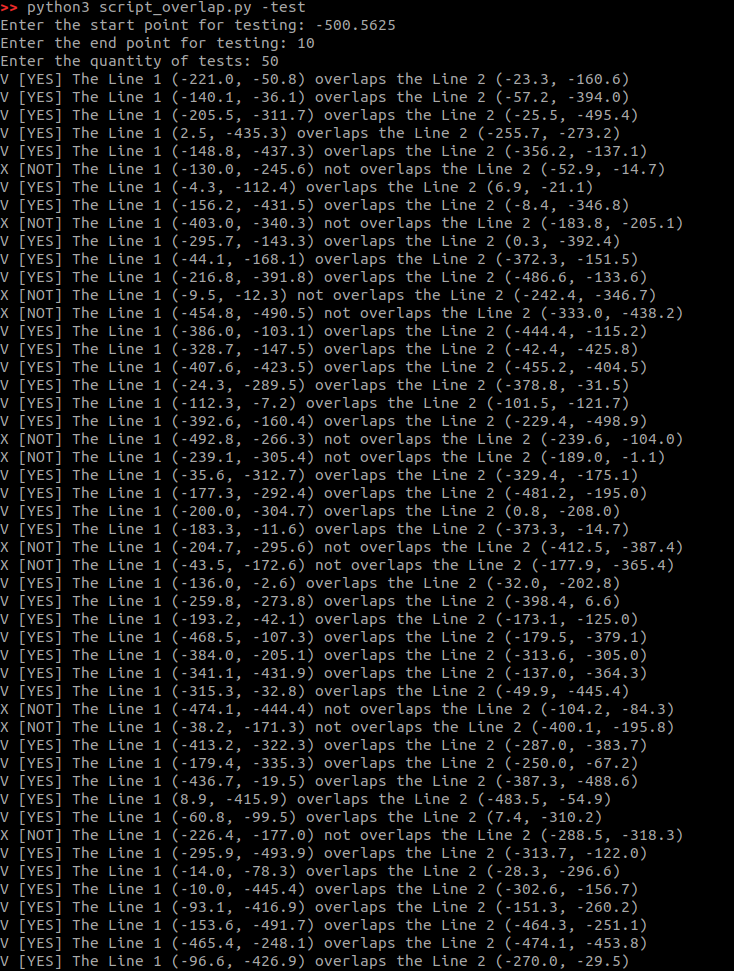 >> python3 script_overlap.py -test
Enter the start point for testing: -500.5625
Enter the end point for testing: 10
Enter the quantity of tests: 50
V [YES] The Line 1 (-221.0, -50.8) overlaps the Line 2 (-23.3, -160.6)
V [YES] The Line 1 (-140.1, -36.1) overlaps the Line 2 (-57.2, -394.0)
V [YES] The Line 1 (-205.5, -311.7) overlaps the Line 2 (-25.5, -495.4)
V [YES] The Line 1 (2.5, -435.3) overlaps the Line 2 (-255.7, -273.2)
V [YES] The Line 1 (-148.8, -437.3) overlaps the Line 2 (-356.2, -137.1)
X [NOT] The Line 1 (-130.0, -245.6) not overlaps the Line 2 (-52.9, -14.7)
V [YES] The Line 1 (-4.3, -112.4) overlaps the Line 2 (6.9, -21.1)
V [YES] The Line 1 (-156.2, -431.5) overlaps the Line 2 (-8.4, -346.8)
X [NOT] The Line 1 (-403.0, -340.3) not overlaps the Line 2 (-183.8, -205.1)
V [YES] The Line 1 (-295.7, -143.3) overlaps the Line 2 (0.3, -392.4)
V [YES] The Line 1 (-44.1, -168.1) overlaps the Line 2 (-372.3, -151.5)
V [YES] The Line 1 (-216.8, -391.8) overlaps the Line 2 (-486.6, -133.6)
X [NOT] The Line 1 (-9.5, -12.3) not overlaps the Line 2 (-242.4, -346.7)
X [NOT] The Line 1 (-454.8, -490.5) not overlaps the Line 2 (-333.0, -438.2)
V [YES] The Line 1 (-386.0, -103.1) overlaps the Line 2 (-444.4, -115.2)
V [YES] The Line 1 (-328.7, -147.5) overlaps the Line 2 (-42.4, -425.8)
V [YES] The Line 1 (-407.6, -423.5) overlaps the Line 2 (-455.2, -404.5)
V [YES] The Line 1 (-24.3, -289.5) overlaps the Line 2 (-378.8, -31.5)
V [YES] The Line 1 (-112.3, -7.2) overlaps the Line 2 (-101.5, -121.7)
V [YES] The Line 1 (-392.6, -160.4) overlaps the Line 2 (-229.4, -498.9)
X [NOT] The Line 1 (-492.8, -266.3) not overlaps the Line 2 (-239.6, -104.0)
X [NOT] The Line 1 (-239.1, -305.4) not overlaps the Line 2 (-189.0, -1.1)
V [YES] The Line 1 (-35.6, -312.7) overlaps the Line 2 (-329.4, -175.1)
V [YES] The Line 1 (-177.3, -292.4) overlaps the Line 2 (-481.2, -195.0)
V [YES] The Line 1 (-200.0, -304.7) overlaps the Line 2 (0.8, -208.0)
V [YES] The Line 1 (-183.3, -11.6) overlaps the Line 2 (-373.3, -14.7)
X [NOT] The Line 1 (-204.7, -295.6) not overlaps the Line 2 (-412.5, -387.4)
X [NOT] The Line 1 (-43.5, -172.6) not overlaps the Line 2 (-177.9, -365.4)
V [YES] The Line 1 (-136.0, -2.6) overlaps the Line 2 (-32.0, -202.8)
V [YES] The Line 1 (-259.8, -273.8) overlaps the Line 2 (-398.4, 6.6)
V [YES] The Line 1 (-193.2, -42.1) overlaps the Line 2 (-173.1, -125.0)
V [YES] The Line 1 (-468.5, -107.3) overlaps the Line 2 (-179.5, -379.1)
V [YES] The Line 1 (-384.0, -205.1) overlaps the Line 2 (-313.6, -305.0)
V [YES] The Line 1 (-341.1, -431.9) overlaps the Line 2 (-137.0, -364.3)
V [YES] The Line 1 (-315.3, -32.8) overlaps the Line 2 (-49.9, -445.4)
X [NOT] The Line 1 (-474.1, -444.4) not overlaps the Line 2 (-104.2, -84.3)
X [NOT] The Line 1 (-38.2, -171.3) not overlaps the Line 2 (-400.1, -195.8)
V [YES] The Line 1 (-413.2, -322.3) overlaps the Line 2 (-287.0, -383.7)
V [YES] The Line 1 (-179.4, -335.3) overlaps the Line 2 (-250.0, -67.2)
V [YES] The Line 1 (-436.7, -19.5) overlaps the Line 2 (-387.3, -488.6)
V [YES] The Line 1 (8.9, -415.9) overlaps the Line 2 (-483.5, -54.9)
V [YES] The Line 1 (-60.8, -99.5) overlaps the Line 2 (7.4, -310.2)
X [NOT] The Line 1 (-226.4, -177.0) not overlaps the Line 2 (-288.5, -318.3)
V [YES] The Line 1 (-295.9, -493.9) overlaps the Line 2 (-313.7, -122.0)
V [YES] The Line 1 (-14.0, -78.3) overlaps the Line 2 (-28.3, -296.6)
V [YES] The Line 1 (-10.0, -445.4) overlaps the Line 2 (-302.6, -156.7)
V [YES] The Line 1 (-93.1, -416.9) overlaps the Line 2 (-151.3, -260.2)
V [YES] The Line 1 (-153.6, -491.7) overlaps the Line 2 (-464.3, -251.1)
V [YES] The Line 1 (-465.4, -248.1) overlaps the Line 2 (-474.1, -453.8)
V [YES] The Line 1 (-96.6, -426.9) overlaps the Line 2 (-270.0, -29.5)